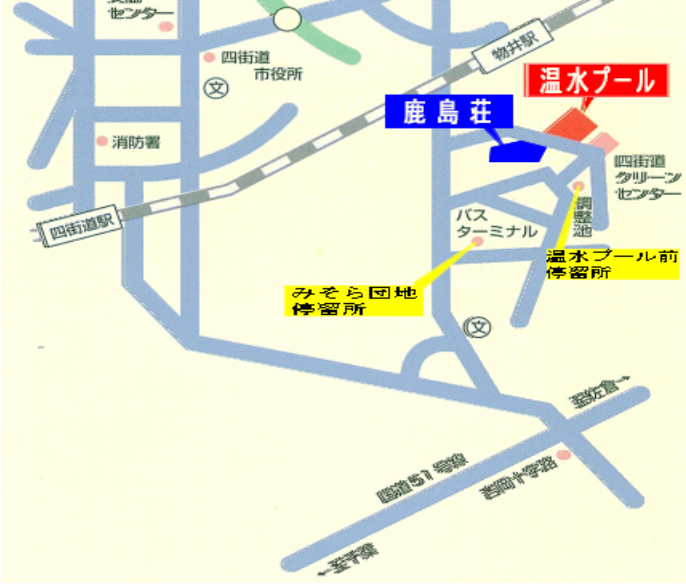 センター
四街道
市役所
文
物井駅
温水プール
鹿島荘
消防署
四街道
クリーン
センター
調整池
四街道駅
バス
ターミナル
温水プール前
停留所
みそら団地
停留所
文
至佐倉→
国道51号線
吉岡十字路
←至千葉